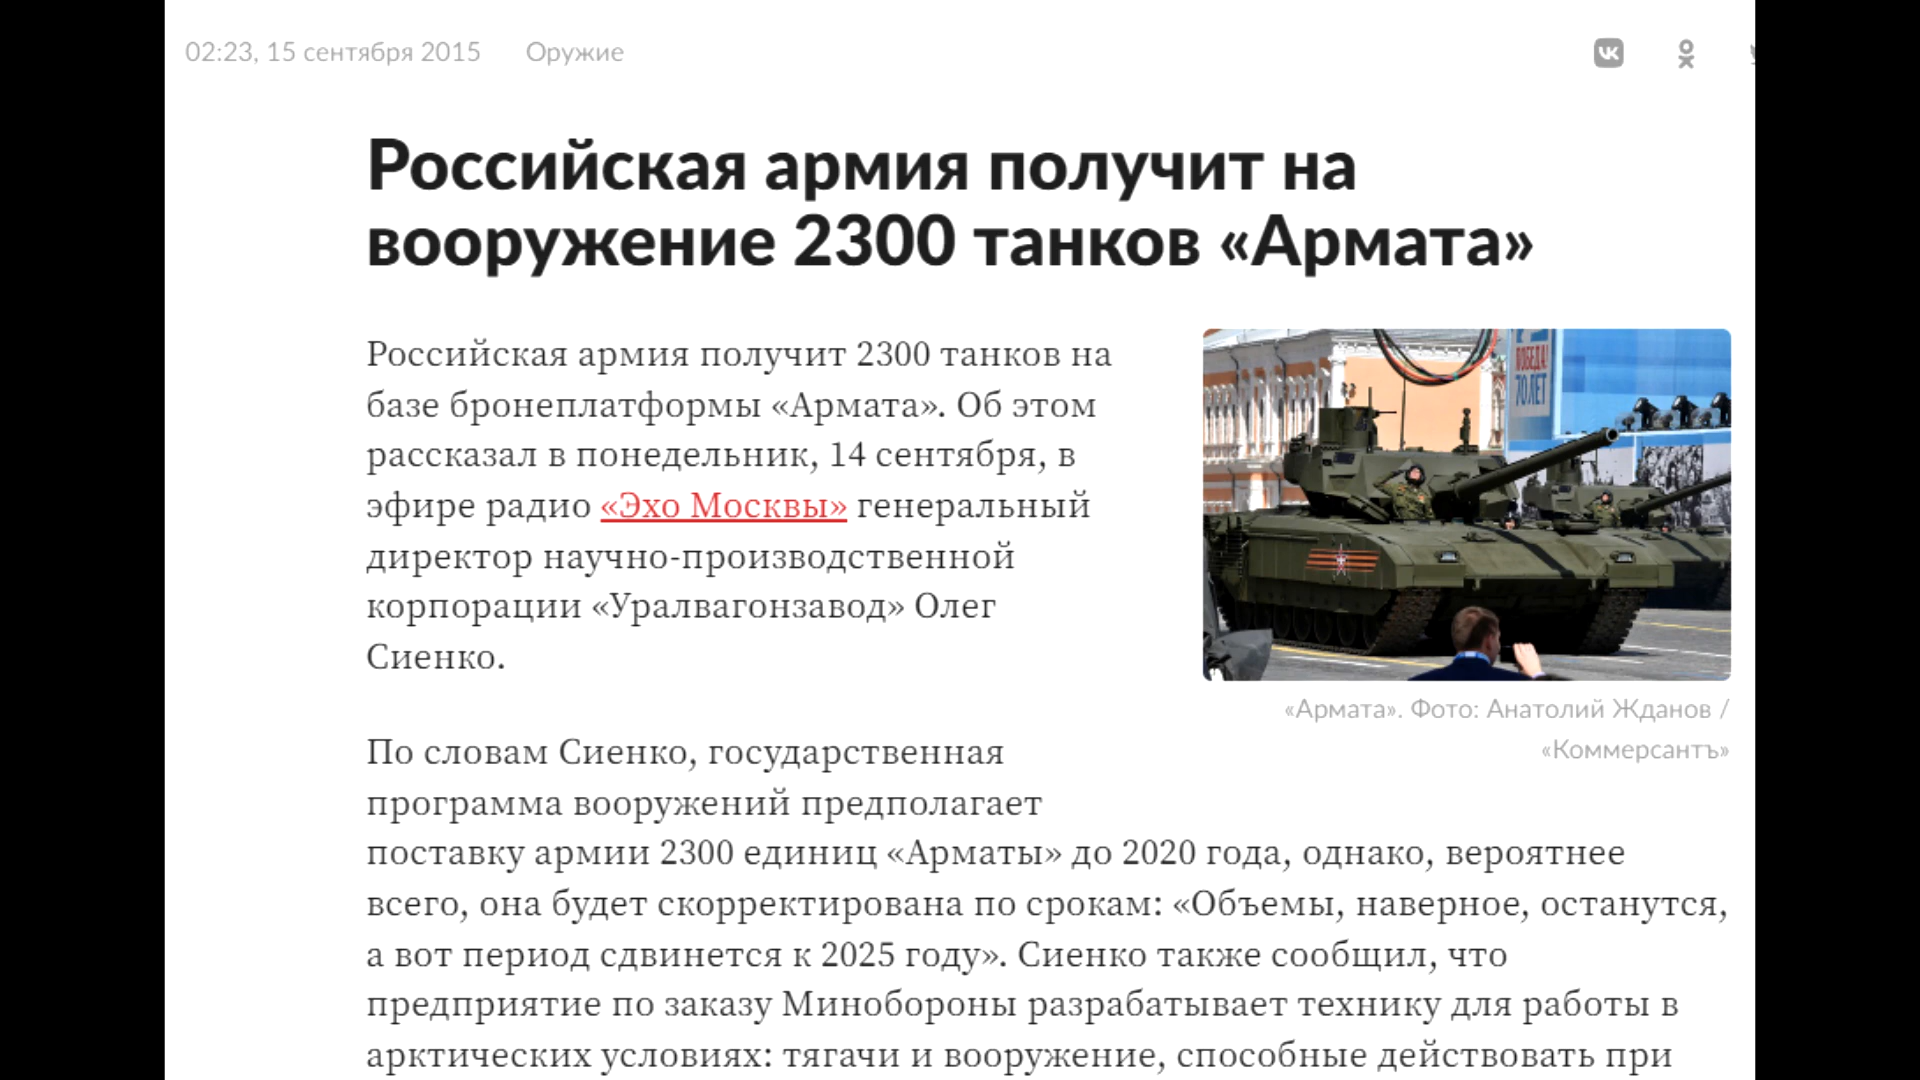 02:23, 15 сентября 2015 Оружие
Российская армия получит на
вооружение 2300 танков «Армата»
Российская армия получит 2300 танков на
базе бронеплатформы «Армата». Об этом
рассказал в понедельник, 14 сентября, в
эфире радио «Эхо Москвы» генеральный
директор научно-производственной
корпорации «Уралвагонзавод» Олег
Сиенко.
ПОБЕДА!
70 ЛЕТ
«Армата». Фото: Анатолий Жданов /
«Коммерсантъ»
По словам Сиенко, государственная
программа вооружений предполагает
поставку армии 2300 единиц «Арматы» до 2020 года, однако, вероятнее
всего, она будет скорректирована по срокам: «Объемы, наверное, останутся,
а вот период сдвинется к 2025 году». Сиенко также сообщил, что
предприятие по заказу Минобороны разрабатывает технику для работы в
арктических условиях: тягачи и вооружение, способные действовать при